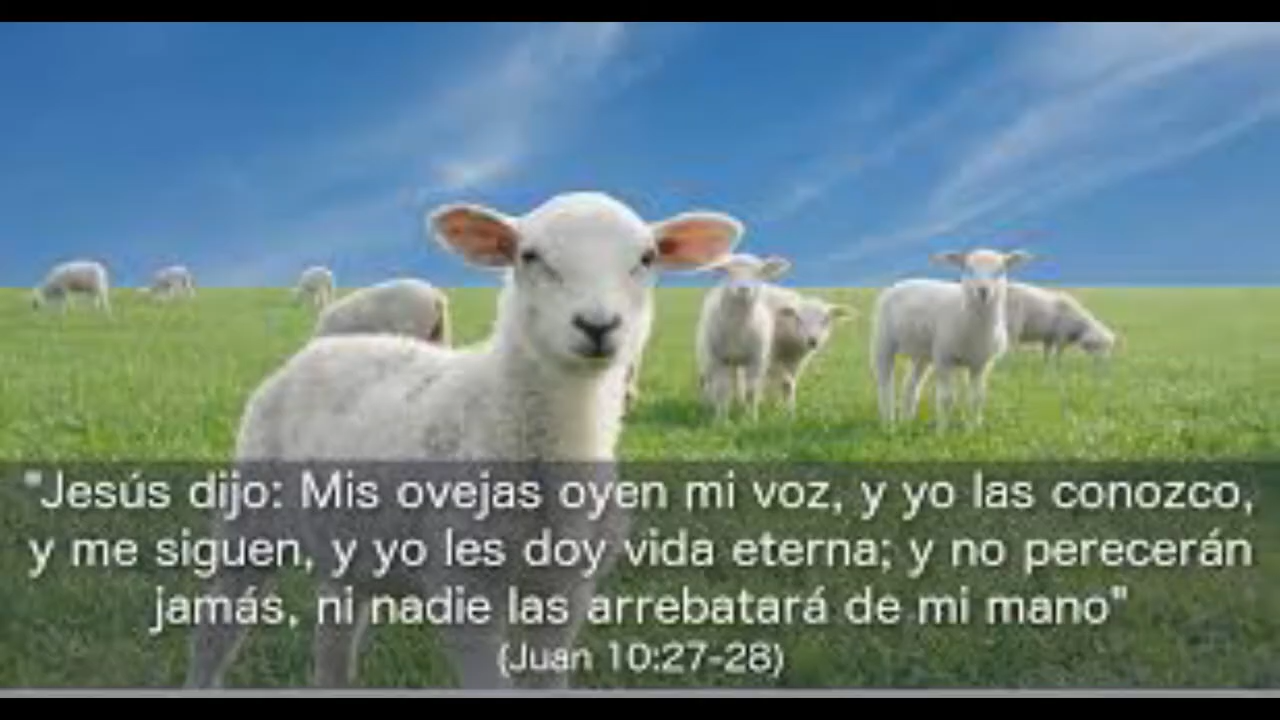 "Jesús dijo: Mis ovejas oyen mi voz, y yo las conozco,
y me siguen, y yo les doy vida eterna; y no perecerán
jamás, ni nadie las arrebatará de mi mano"
(Juan 10:27-28)